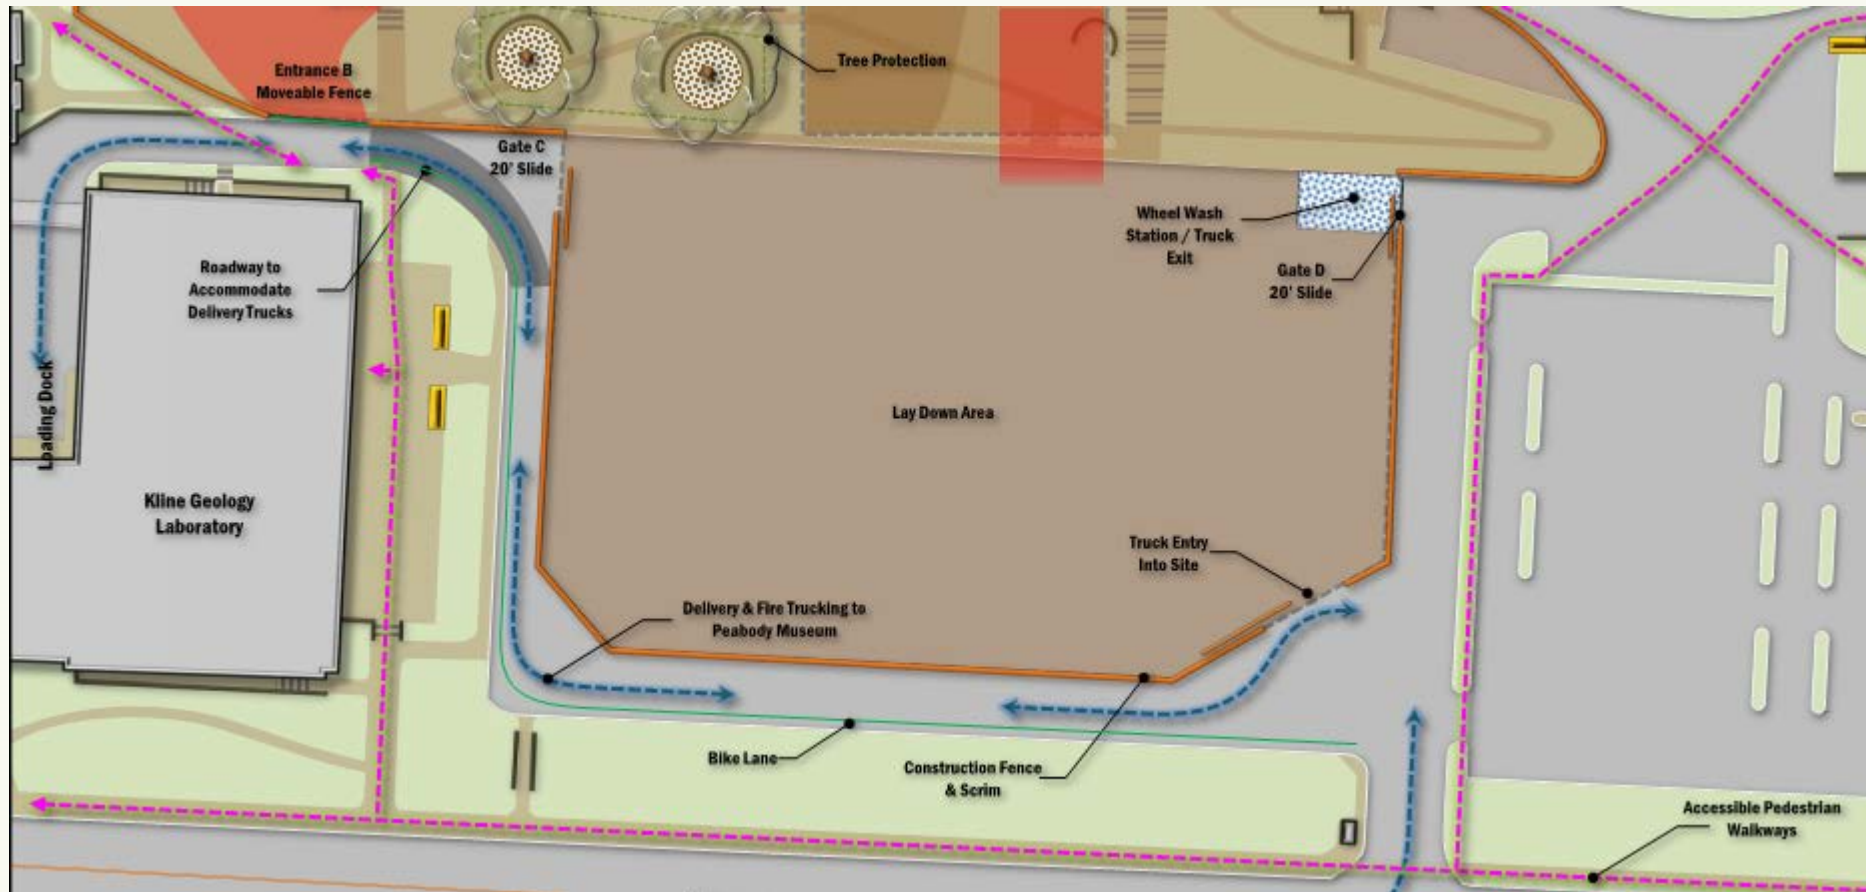 Entrance B
Moveable Fence
Tree Protection
Gate C
20' Slide
Wheel Wash
Station / Truck
Exit
Gate D
20' Slide
Roadway to
Accommodate
Delivery Trucks
Loading Dock
Lay Down Area
Kline Geology
Laboratory
Truck Entry
Into Site
Delivery & Fire Trucking to
Peabody Museum
Bike Lane
Construction Fence
& Scrim
Accessible Pedestrian
Walkways